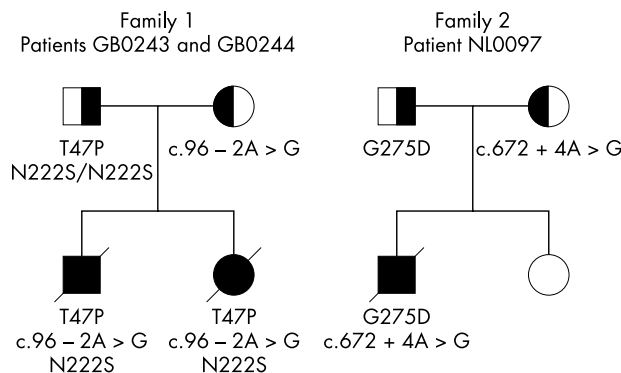 Family 1
Patients GB0243 and GB0244
T47P
N222S/N222S
c.96 – 2A > G
T47P
c.96 – 2A > G
N222S
T47P
c.96 – 2A > G
N222S
Family 2
Patient NL0097
G275D
c.672 + 4A > G
G275D
c.672 + 4A > G